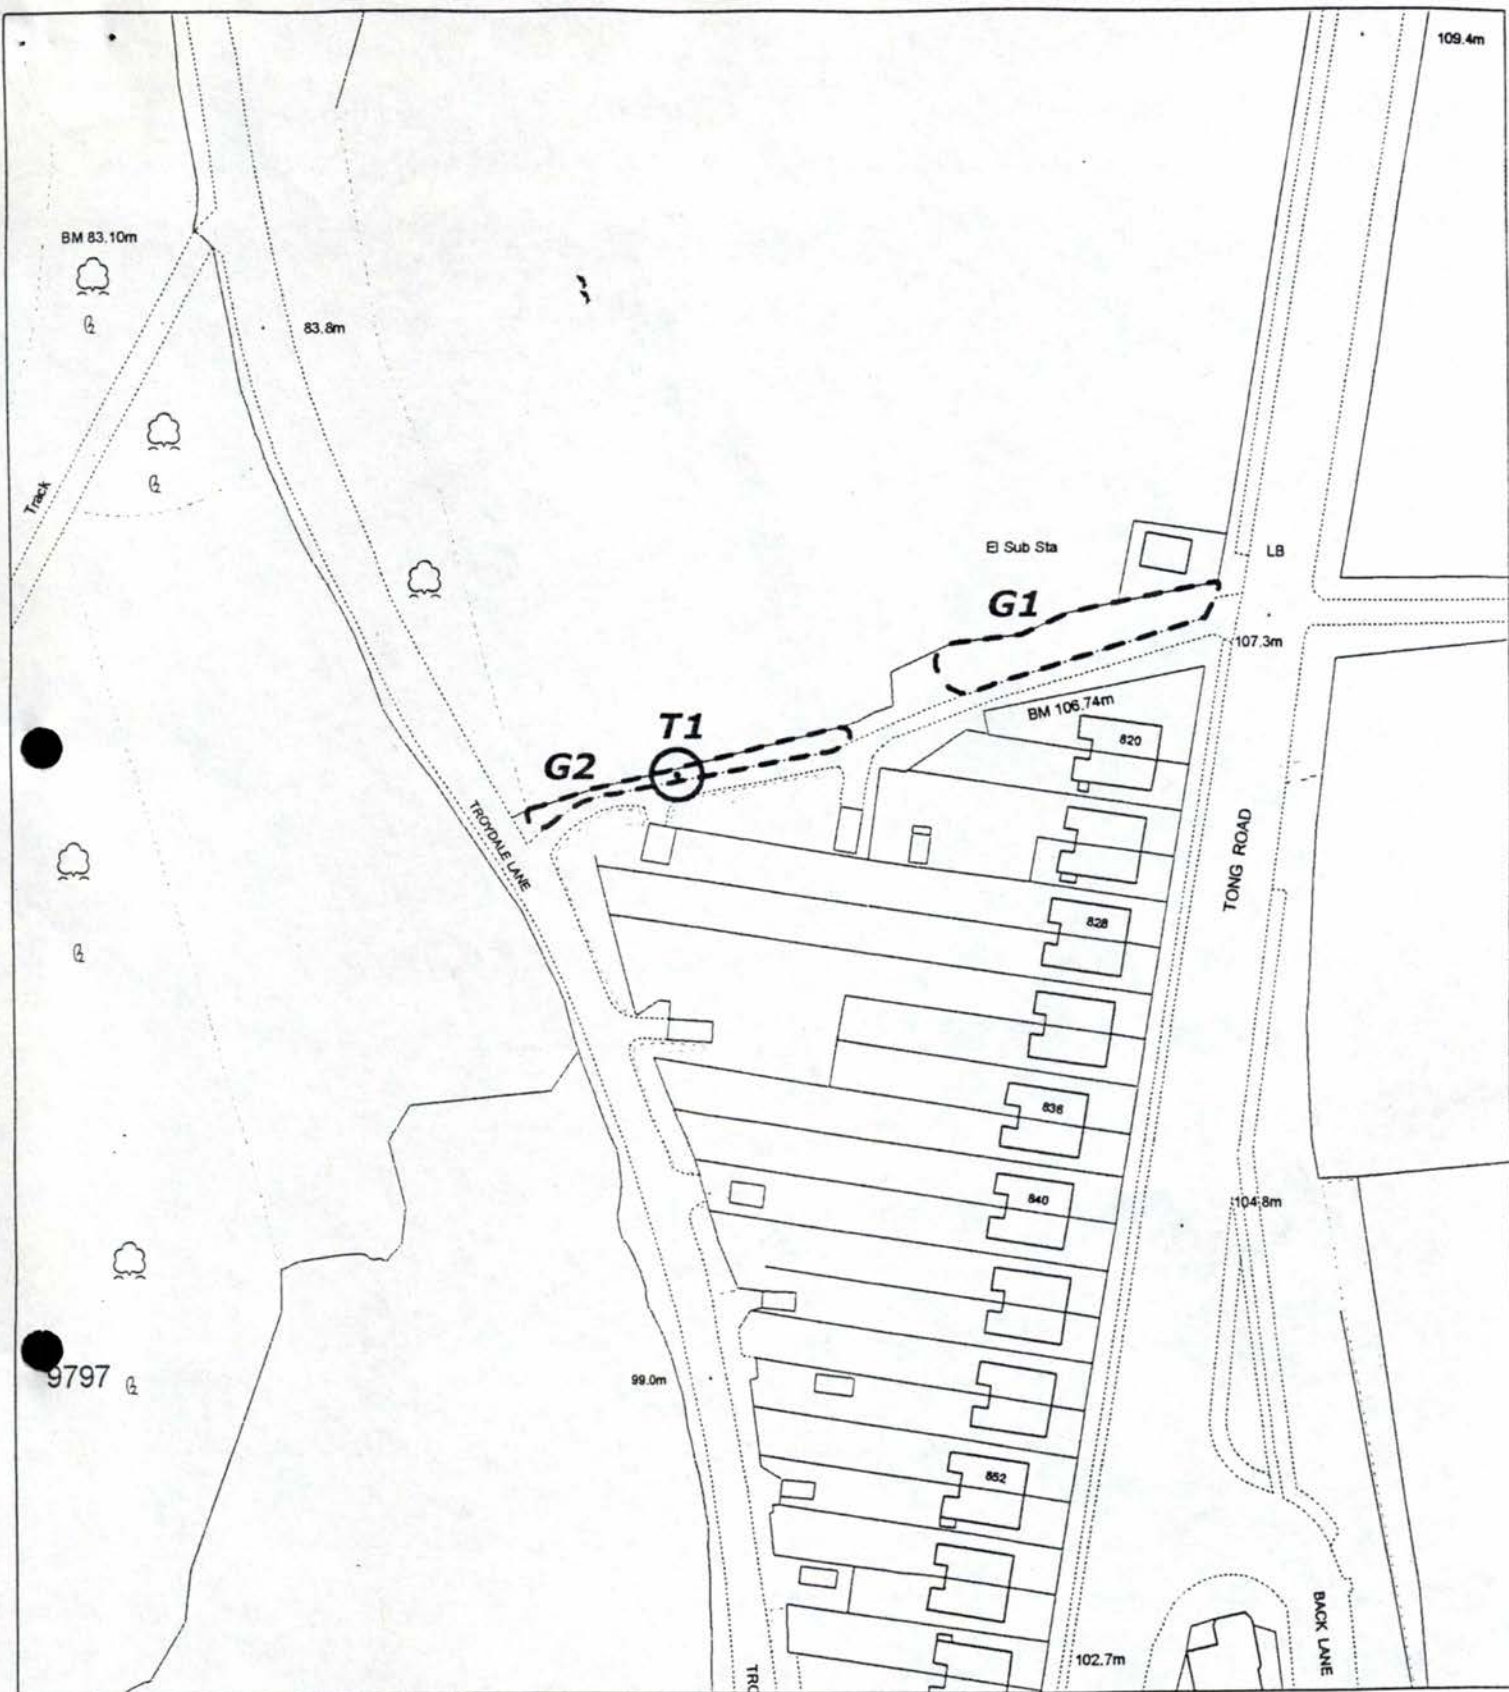 109.4m
BM 83.10m
83.8m
Track
El Sub Sta
LB
G1
107.3m
BM 106.74m
T1
820
G2
TROYDALE LANE
TONG ROAD
828
836
840
104.8m
9797
99.0m
852
BACK LANE
102.7m
TRO